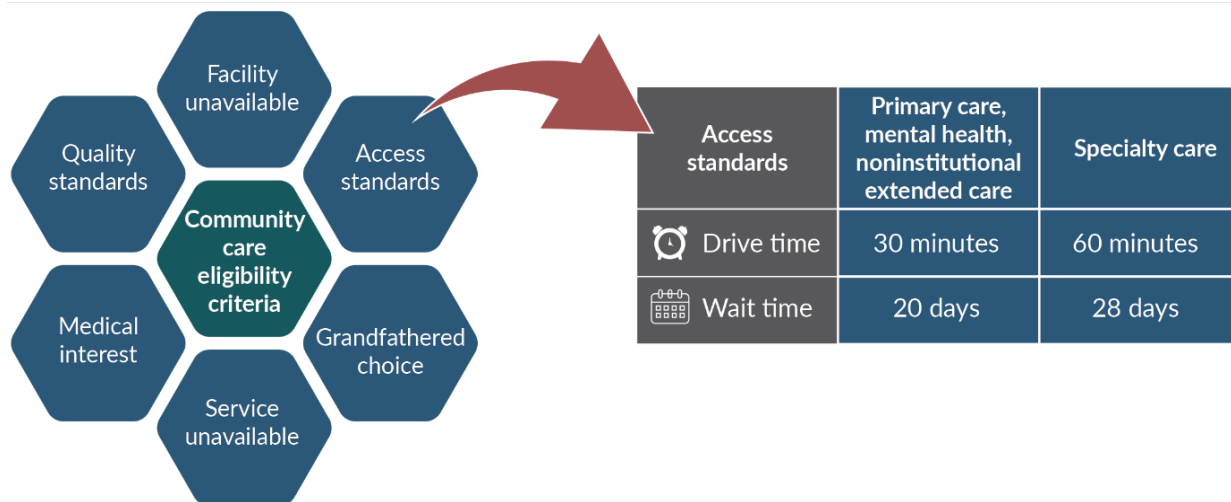 Facility
unavailable
Quality
standards
Access
standards
Community
care
eligibility
criteria
Medical
interest
Grandfathered
choice
Service
unavailable
Access
standards
Primary care,
mental health,
noninstitutional
extended care
Specialty care
Drive time
30 minutes
60 minutes
Wait time
20 days
28 days